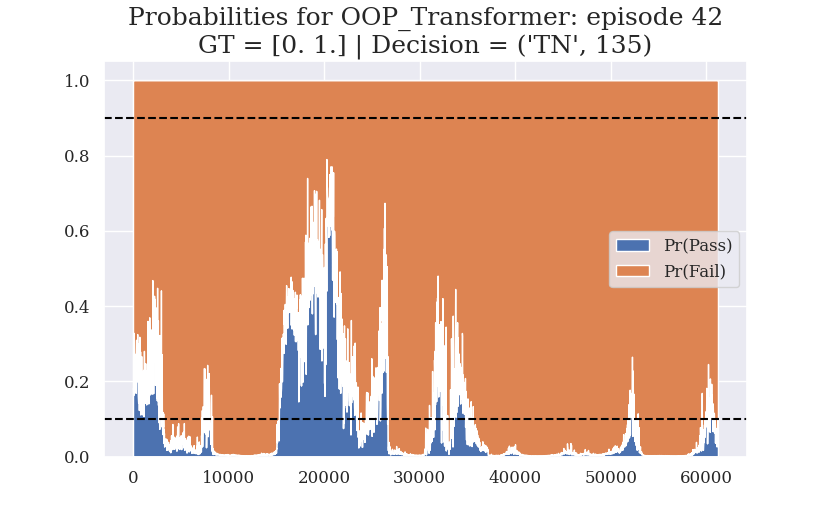 Probabilities for OOP_Transformer: episode 42
GT = [0. 1.] | Decision = ('TN', 135)
1.0
0.8
0.6
0.4
0.2
0.0
Pr(Pass)
Pr(Fail)
0 10000 20000 30000 40000 50000 60000